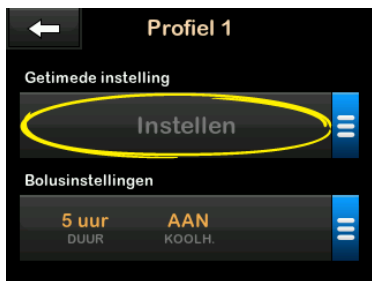 Profiel 1
Getimede instelling
Instellen
Bolusinstellingen
5 uur AAN
DUUR KOOLH.